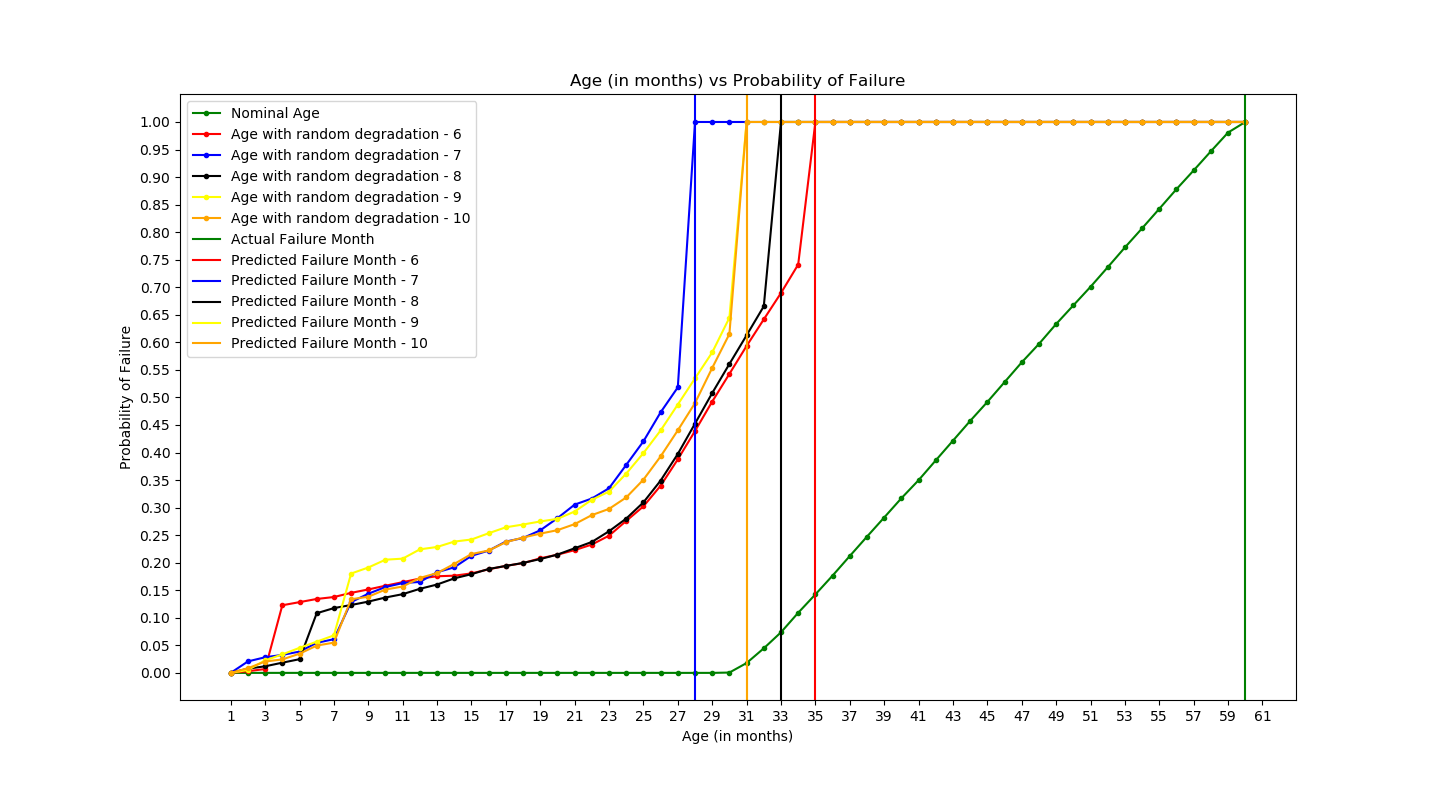 Age (in months) vs Probability of Failure
Nominal Age
Age with random degradation - 6
Age with random degradation - 7
Age with random degradation - 8
Age with random degradation - 9
Age with random degradation - 10
Actual Failure Month
Predicted Failure Month - 6
Predicted Failure Month - 7
Predicted Failure Month - 8
Predicted Failure Month - 9
Predicted Failure Month - 10
Probability of Failure
1.00
0.95
0.90
0.85
0.80
0.75
0.70
0.65
0.60
0.55
0.50
0.45
0.40
0.35
0.30
0.25
0.20
0.15
0.10
0.05
0.00
1 3 5 7 9 11 13 15 17 19 21 23 25 27 29 31 33 35 37 39 41 43 45 47 49 51 53 55 57 59 61
Age (in months)